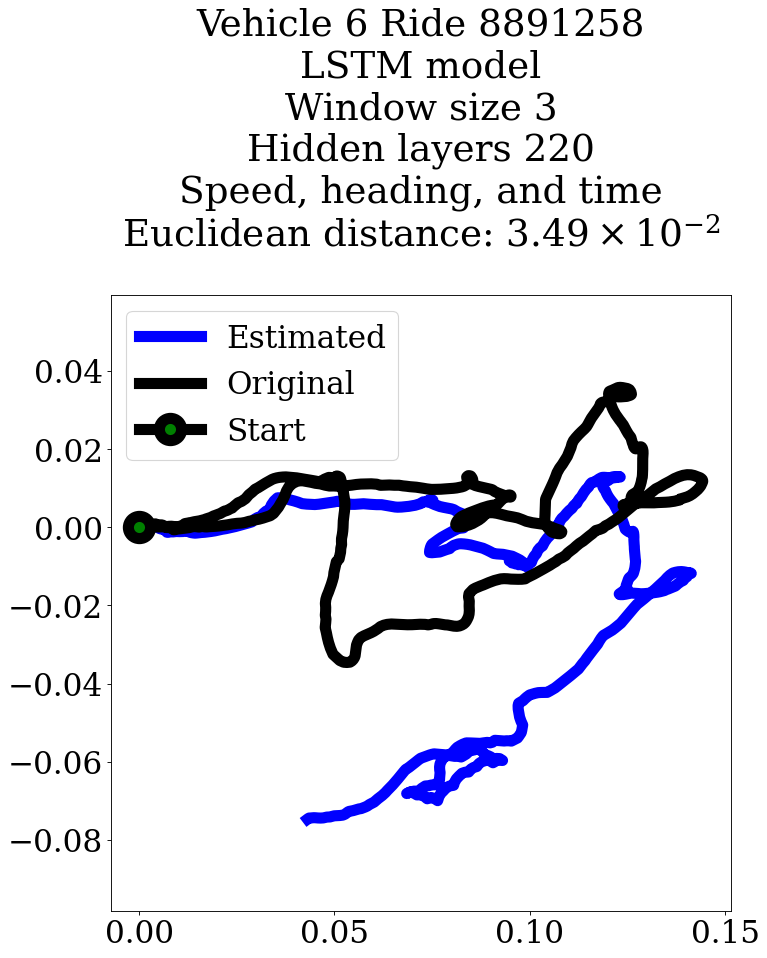 Vehicle 6 Ride 8891258
LSTM model
Window size 3
Hidden layers 220
Speed, heading, and time
Euclidean distance: 3.49 × 10⁻²
Estimated
Original
Start
0.04
0.02
0.00
−0.02
−0.04
−0.06
−0.08
0.00 0.05 0.10 0.15